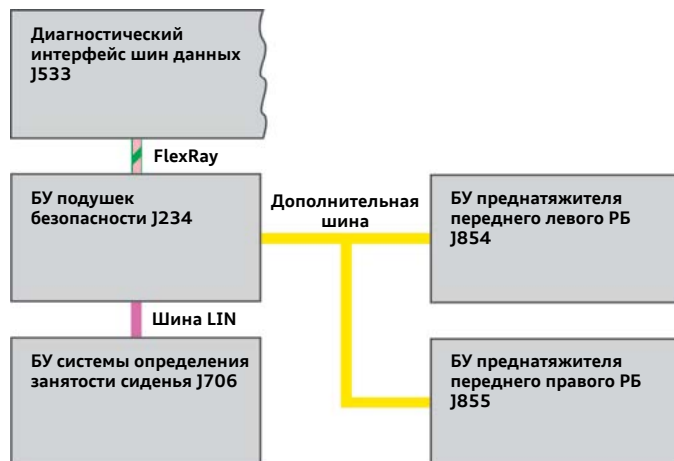 Диагностический
интерфейс шин данных
J533
FlexRay
БУ подушек
безопасности J234
Дополнительная
шина
БУ преднатяжителя
переднего левого РБ
J854
Шина LIN
БУ системы определения
занятости сиденья J706
БУ преднатяжителя
переднего правого РБ
J855